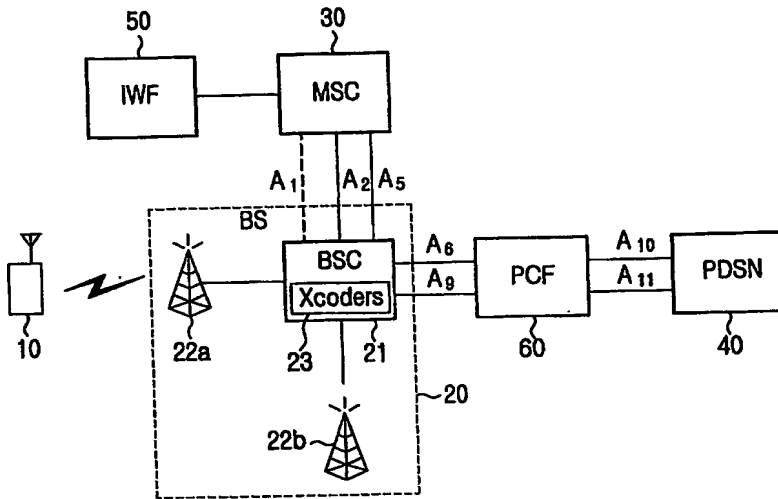 50
30
IWF
MSC
A1
A2
A5
BS
BSC
Xcoders
A6
A9
PCF
A10
A11
PDSN
10
22a
23
21
60
40
20
22b